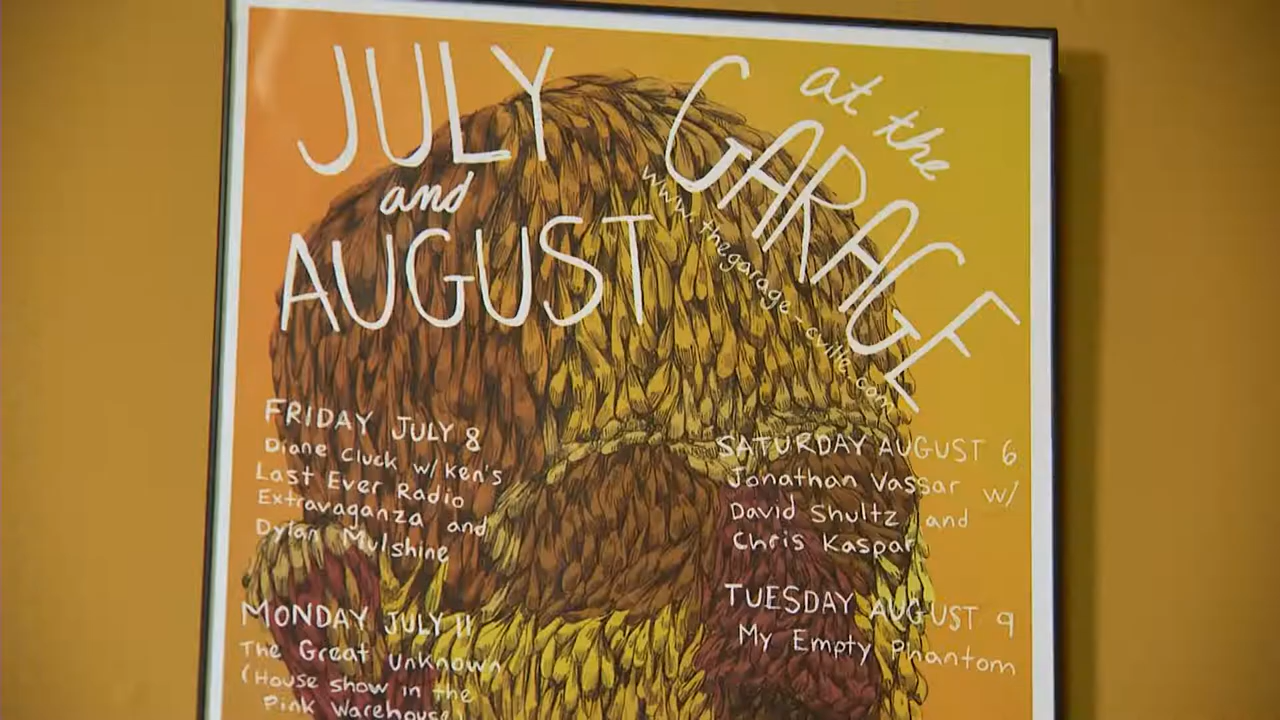 JULY
and
AUGUST
at the
GARAGE
www.thegarage-cville.com
FRIDAY JULY 8
Diane Cluck w/ Ken's
Last Ever Radio
Extravaganza and
Dylan Mulshine
MONDAY JULY 11
The Great Unknown
(House show in the
Pink Warehouse)
SATURDAY AUGUST 6
Jonathan Vassar w/
David Shultz and
Chris Kaspar
TUESDAY AUGUST 9
My Empty Phantom